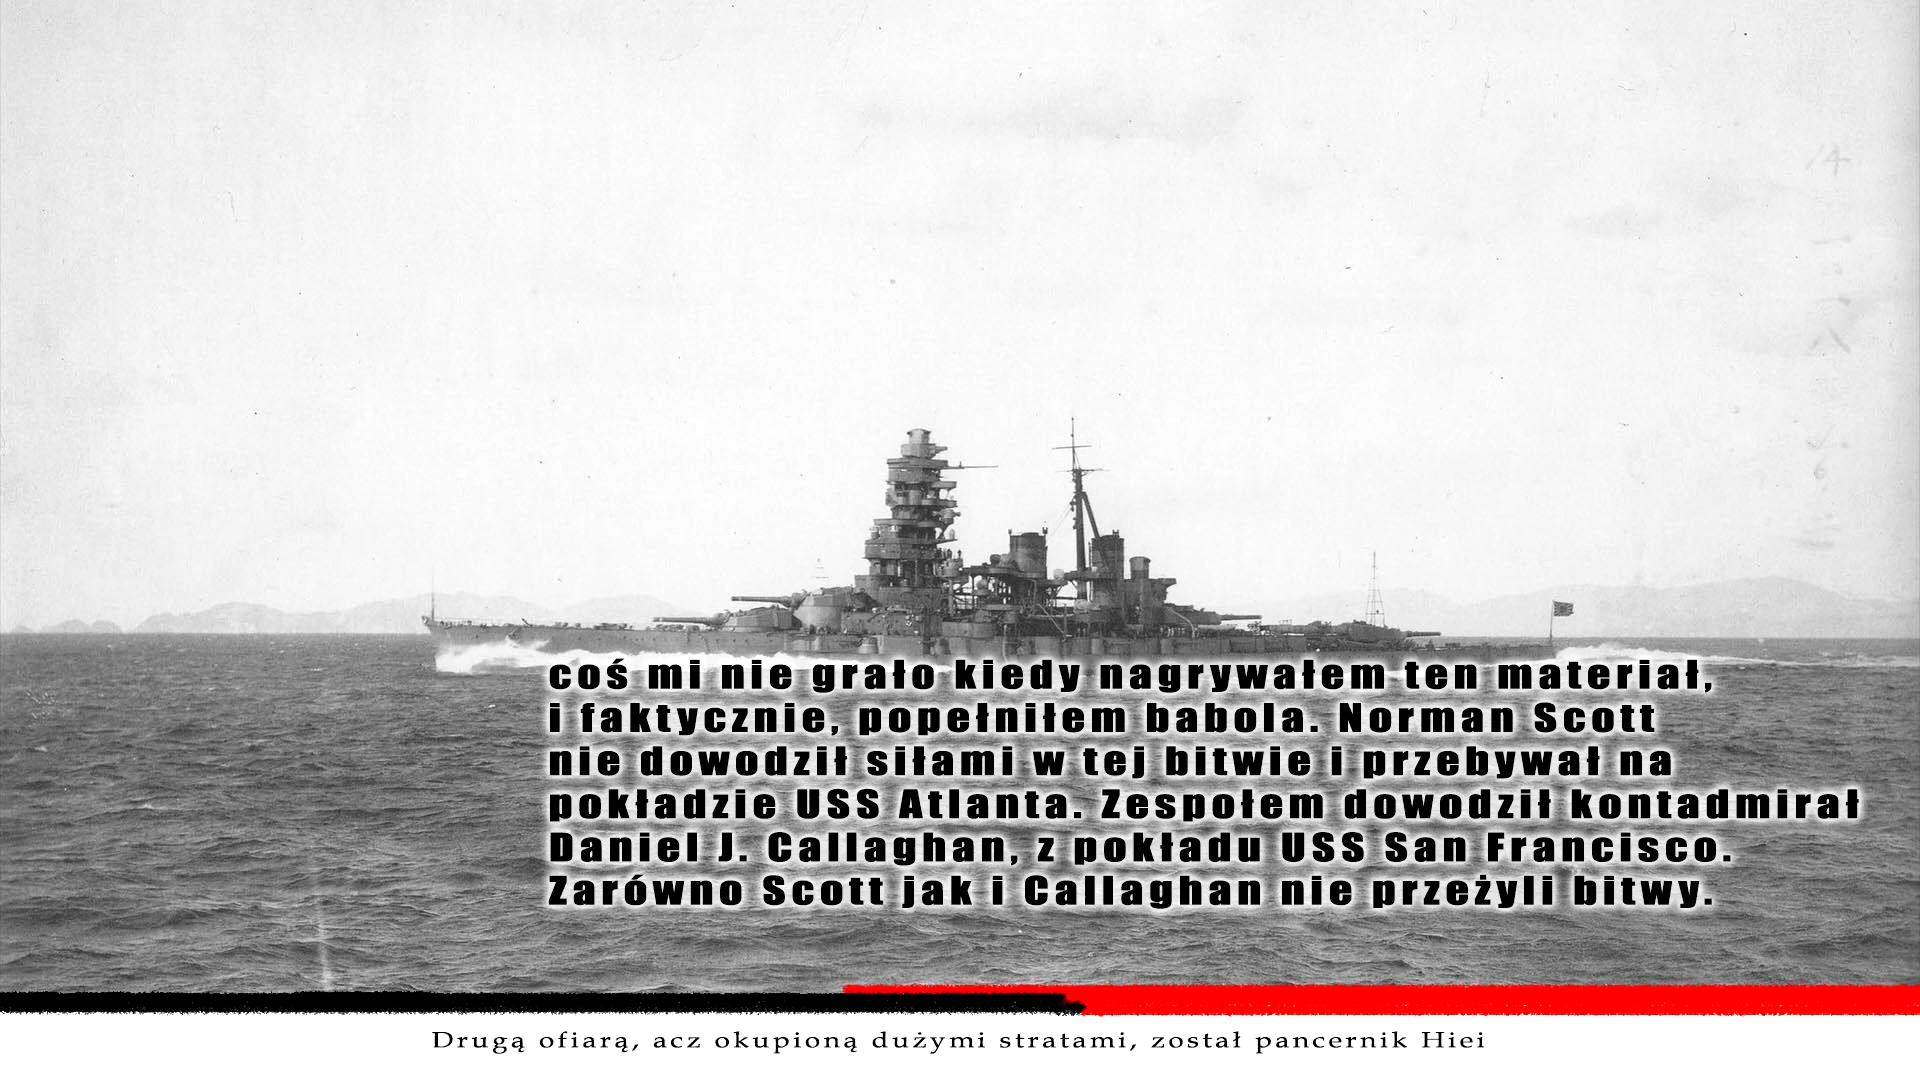 coś mi nie grało kiedy nagrywałem ten materiał,
i faktycznie, popełniłem babola. Norman Scott
nie dowodził siłami w tej bitwie i przebywał na
pokładzie USS Atlanta. Zespołem dowodził kontadmirał
Daniel J. Callaghan, z pokładu USS San Francisco.
Zarówno Scott jak i Callaghan nie przeżyli bitwy.
Drugą ofiarą, acz okupioną dużymi stratami, został pancernik Hiei